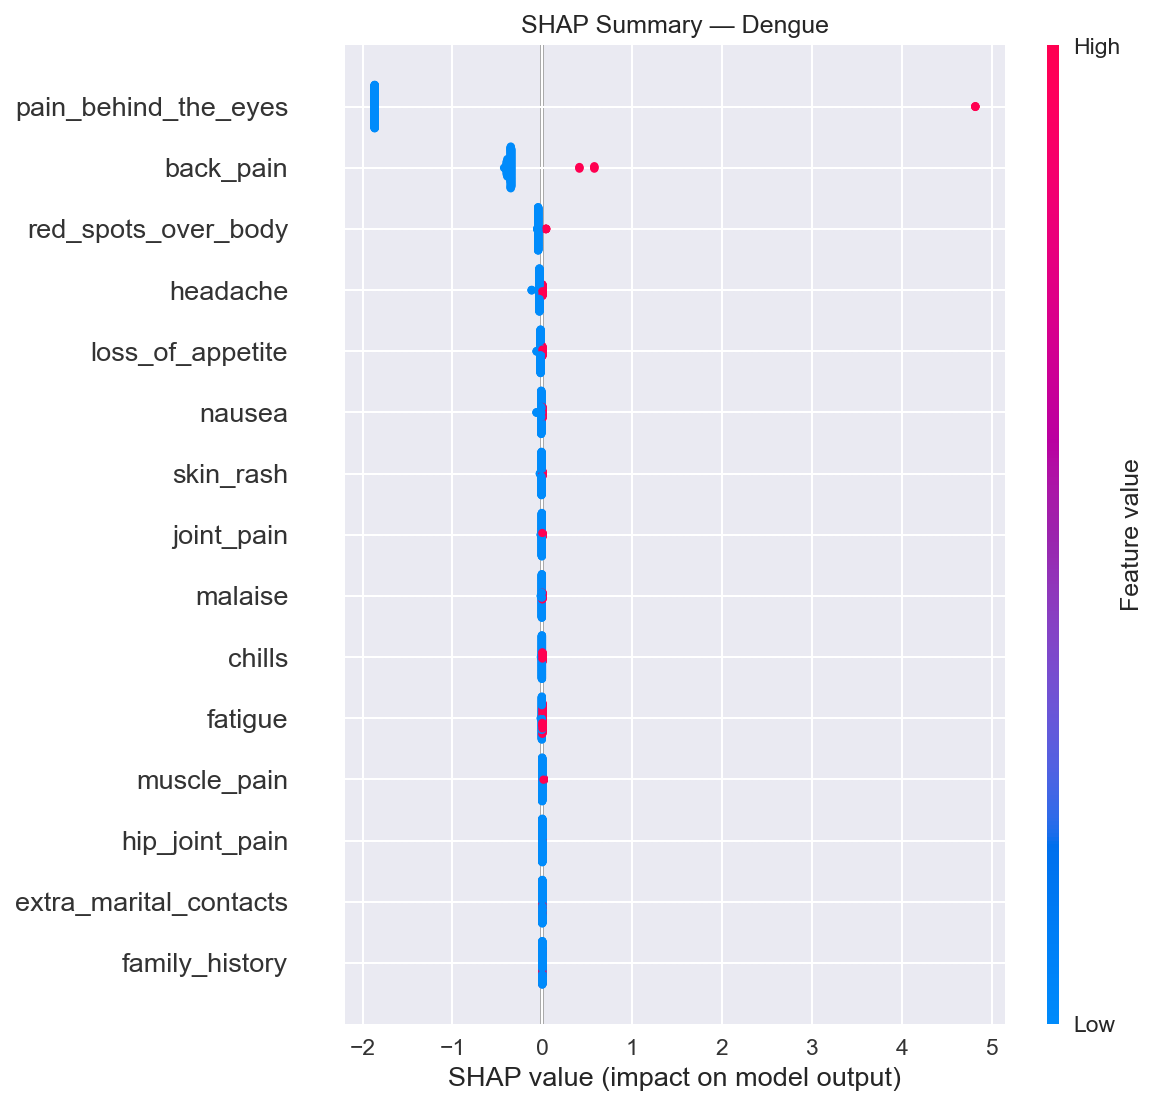 SHAP Summary — Dengue
High
pain_behind_the_eyes
back_pain
red_spots_over_body
headache
loss_of_appetite
nausea
skin_rash
joint_pain
malaise
chills
fatigue
muscle_pain
hip_joint_pain
extra_marital_contacts
family_history
Feature value
Low
−2 −1 0 1 2 3 4 5
SHAP value (impact on model output)